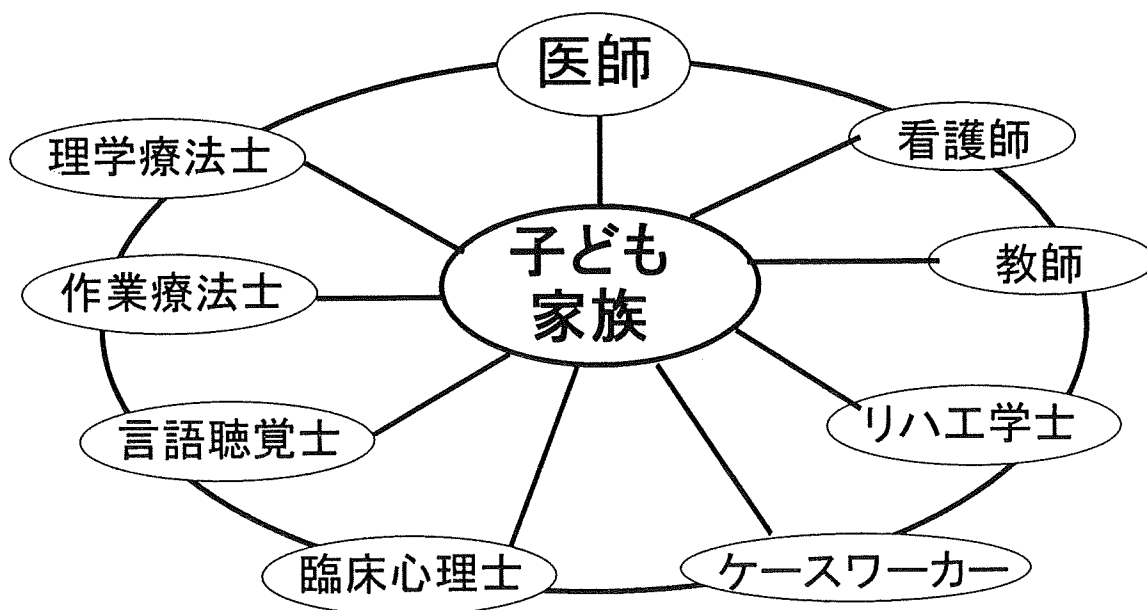 医師
理学療法士
看護師
子ども
家族
教師
作業療法士
リハ工学士
言語聴覚士
臨床心理士
ケースワーカー